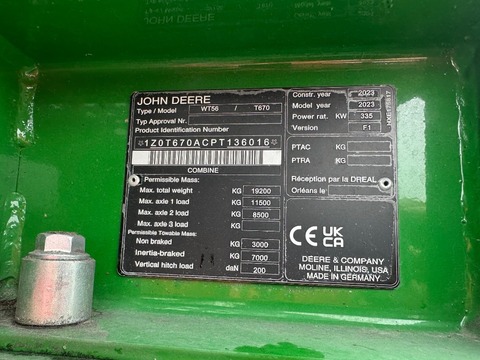 JOHN DEERE
Type / Model WT56 / T670
Typ Approval Nr.
Product Identification Number
☆1Z0T670ACPT136016☆
COMBINE
Permissible Mass:
Max. total weight KG 19200
Max. axle 1 load KG 11500
Max. axle 2 load KG 8500
Max. axle 3 load KG
Permissible Towable Mass:
Non braked KG 3000
Inertia-braked KG 7000
Vertical hitch load daN 200
Constr. year 2023
Model year 2023
Power rat. KW 335
Version F1
PTAC KG
PTRA KG
Réception par la DREAL
Orléans le
CE UK
CA
DEERE & COMPANY
MOLINE, ILLINOIS, USA
MADE IN GERMANY